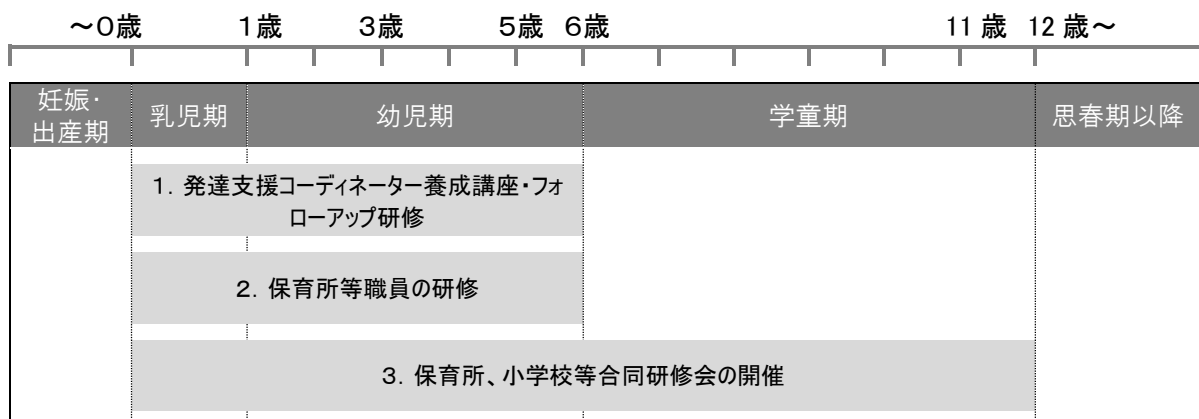 ～０歳 １歳 ３歳 ５歳 ６歳 11 歳 12 歳～
妊娠・
出産期
乳児期 幼児期 学童期 思春期以降
１．発達支援コーディネーター養成講座・フォ
ローアップ研修
２．保育所等職員の研修
３．保育所、小学校等合同研修会の開催